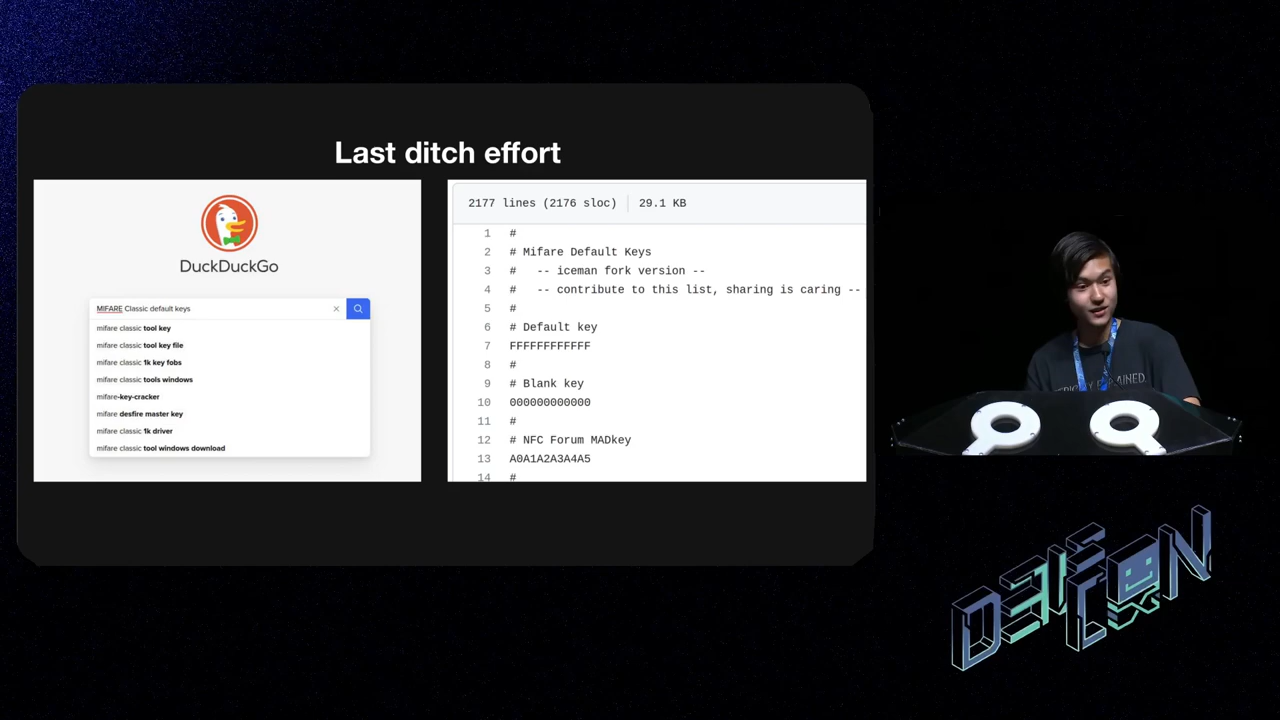 Last ditch effort
DuckDuckGo
MIFARE Classic default keys
mifare classic tool key
mifare classic tool key file
mifare classic 1k key fobs
mifare classic tools windows
mifare-key-cracker
mifare desfire master key
mifare classic 1k driver
mifare classic tool windows download
2177 lines (2176 sloc) 29.1 KB
1 #
2 # Mifare Default Keys
3 # -- iceman fork version --
4 # -- contribute to this list, sharing is caring --
5 #
6 # Default key
7 FFFFFFFFFFFF
8 #
9 # Blank key
10 000000000000
11 #
12 # NFC Forum MADkey
13 A0A1A2A3A4A5
14 #
DEF
CON